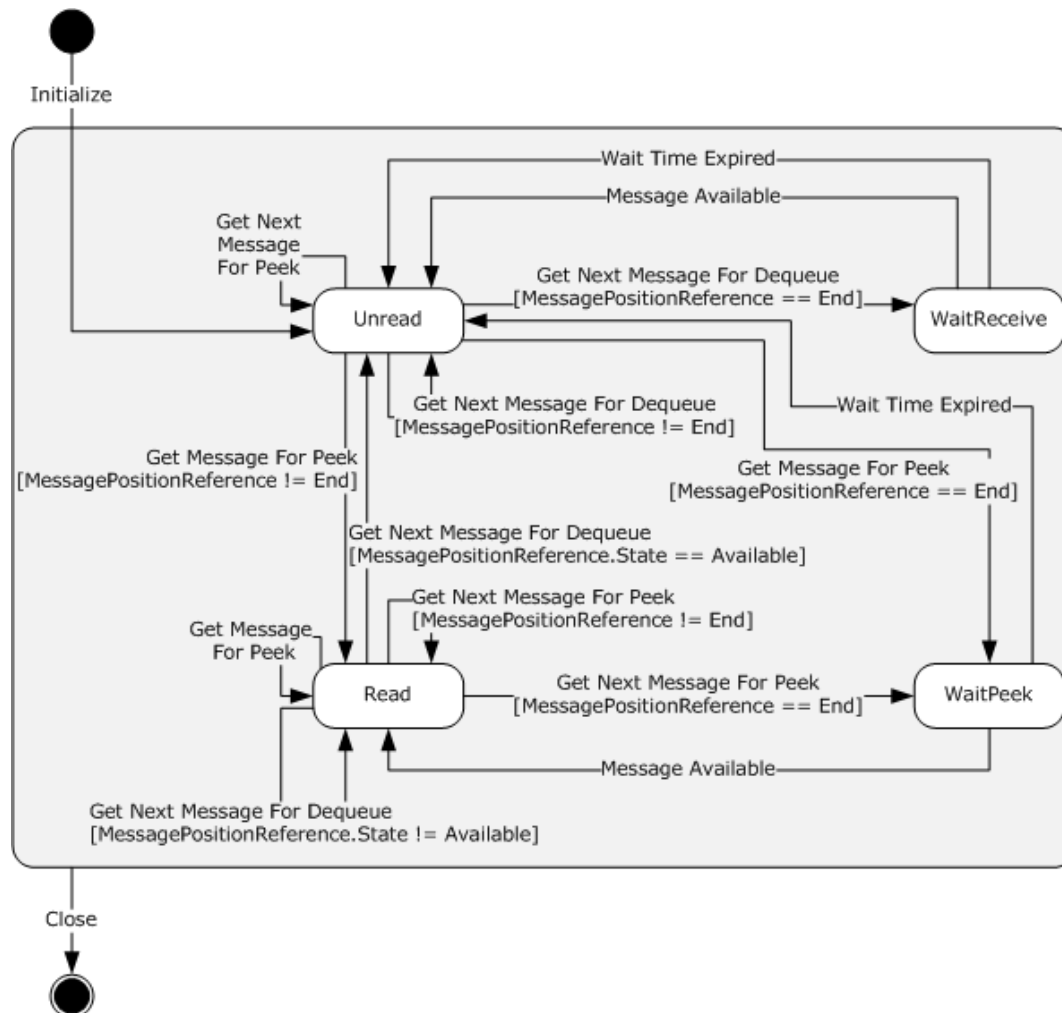 Initialize
Wait Time Expired
Message Available
Get Next
Message
For Peek
Get Next Message For Dequeue
[MessagePositionReference == End]
Unread
WaitReceive
Get Next Message For Dequeue
[MessagePositionReference != End]
Wait Time Expired
Get Message For Peek
[MessagePositionReference != End]
Get Message For Peek
[MessagePositionReference == End]
Get Next Message For Dequeue
[MessagePositionReference.State == Available]
Get Next Message For Peek
[MessagePositionReference != End]
Get Message
For Peek
Read
Get Next Message For Peek
[MessagePositionReference == End]
WaitPeek
Message Available
Get Next Message For Dequeue
[MessagePositionReference.State != Available]
Close